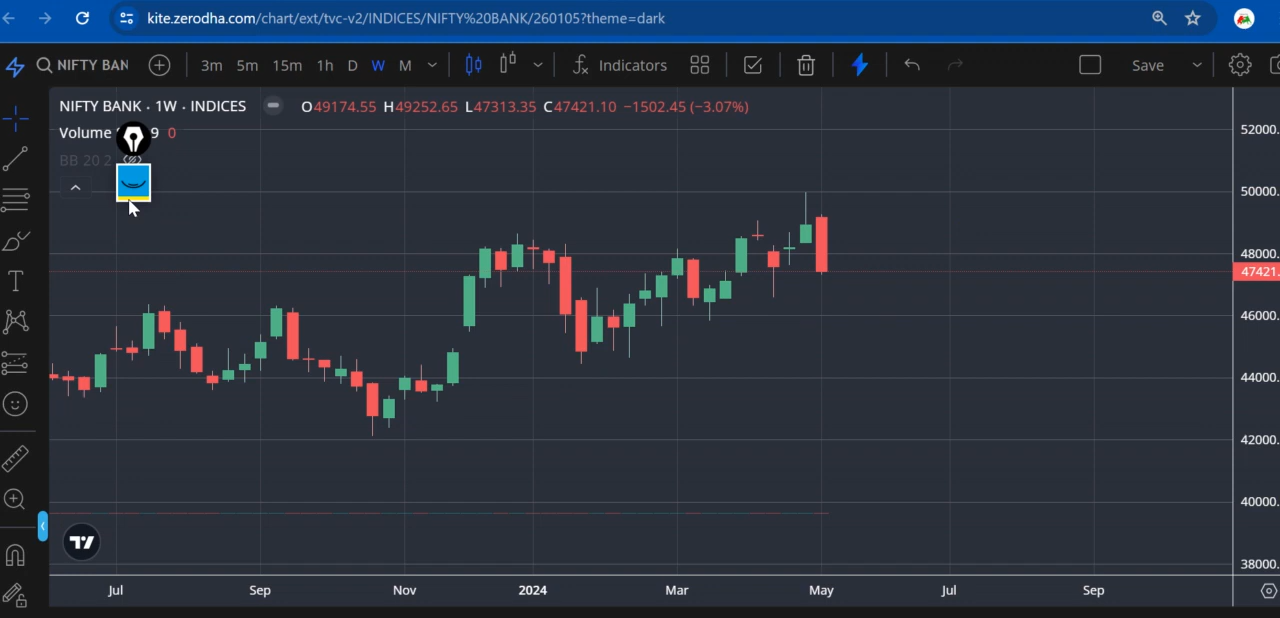 kite.zerodha.com/chart/ext/tvc-v2/INDICES/NIFTY%20BANK/260105?theme=dark
NIFTY BAN 3m 5m 15m 1h D W M Indicators Save
NIFTY BANK · 1W · INDICES O49174.55 H49252.65 L47313.35 C47421.10 −1502.45 (−3.07%)
Volume 9 0
BB 20 2
52000.
50000.
48000.
47421.
46000.
44000.
42000.
40000.
38000.
Jul Sep Nov 2024 Mar May Jul Sep